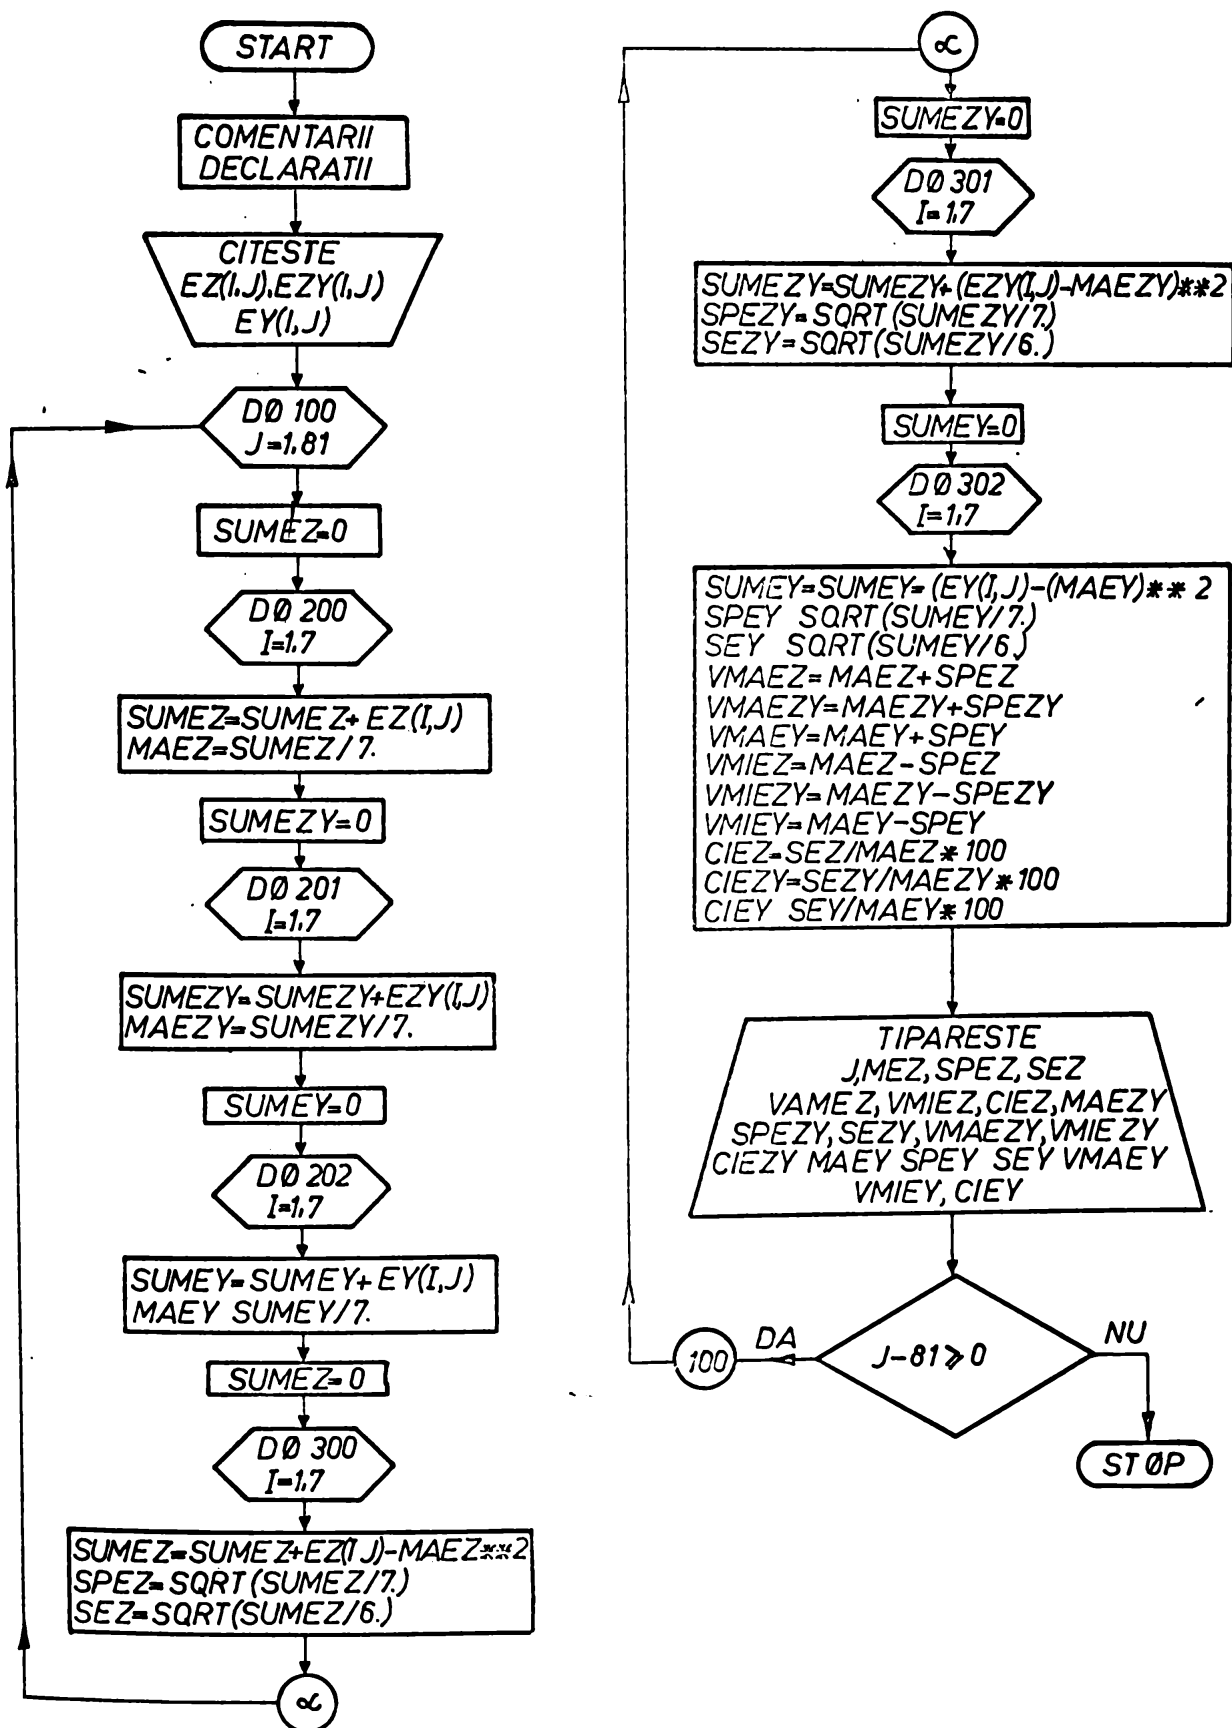 START
COMENTARII
DECLARATII
CITESTE
EZ(I.J).EZY(I,J)
EY(I,J)
DØ 100
J=1.81
SUMEZ=0
DØ 200
I=1.7
SUMEZ=SUMEZ+ EZ(I,J)
MAEZ=SUMEZ/7.
SUMEZY=0
DØ 201
I=1.7
SUMEZY=SUMEZY+EZY(I,J)
MAEZY=SUMEZY/7.
SUMEY=0
DØ 202
I=1.7
SUMEY=SUMEY+ EY(I,J)
MAEY SUMEY/7.
SUMEZ=0
DØ 300
I=1.7
SUMEZ=SUMEZ+EZ(I J)-MAEZ**2
SPEZ=SQRT(SUMEZ/7.)
SEZ=SQRT(SUMEZ/6.)
∝
∝
SUMEZY=0
DØ 301
I=1.7
SUMEZY=SUMEZY+(EZY(I,J)-MAEZY)**2
SPEZY=SQRT(SUMEZY/7.)
SEZY=SQRT(SUMEZY/6.)
SUMEY=0
DØ 302
I=1,7
SUMEY=SUMEY=(EY(I,J)-(MAEY)** 2
SPEY SQRT(SUMEY/7.)
SEY SQRT(SUMEY/6.)
VMAEZ=MAEZ+SPEZ
VMAEZY=MAEZY+SPEZY
VMAEY=MAEY+SPEY
VMIEZ=MAEZ-SPEZ
VMIEZY=MAEZY-SPEZY
VMIEY=MAEY-SPEY
CIEZ=SEZ/MAEZ*100
CIEZY=SEZY/MAEZY*100
CIEY SEY/MAEY*100
TIPARESTE
J,MEZ,SPEZ,SEZ
VAMEZ,VMIEZ,CIEZ,MAEZY
SPEZY,SEZY,VMAEZY,VMIEZY
CIEZY MAEY SPEY SEY VMAEY
VMIEY, CIEY
J-81⩾0
DA
100
NU
STØP